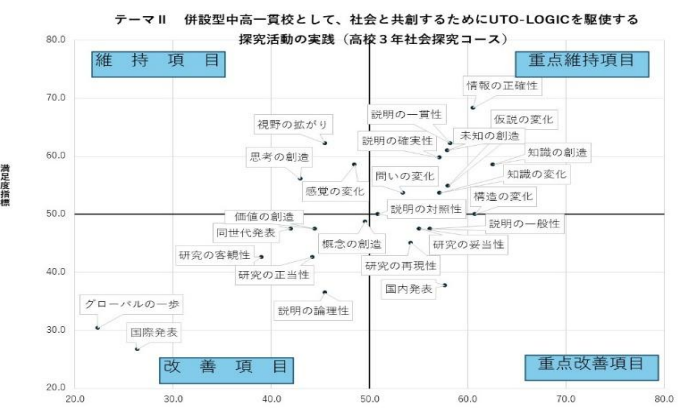 テーマⅡ　併設型中高一貫校として、社会と共創するためにUTO-LOGICを駆使する
探究活動の実践（高校３年社会探究コース）
80.0
維　持　項　目
重点維持項目
情報の正確性
70.0
説明の一貫性
仮説の変化
視野の拡がり
未知の創造
説明の確実性
60.0
思考の創造
知識の創造
問いの変化
知識の変化
感覚の変化
構造の変化
満足度指標
説明の対照性
50.0
価値の創造
説明の一般性
同世代発表
概念の創造
研究の妥当性
研究の客観性
研究の再現性
40.0
研究の正当性
国内発表
グローバルの一歩
説明の論理性
30.0
国際発表
改　善　項　目
重点改善項目
20.0
20.0
30.0
40.0
50.0
60.0
70.0
80.0